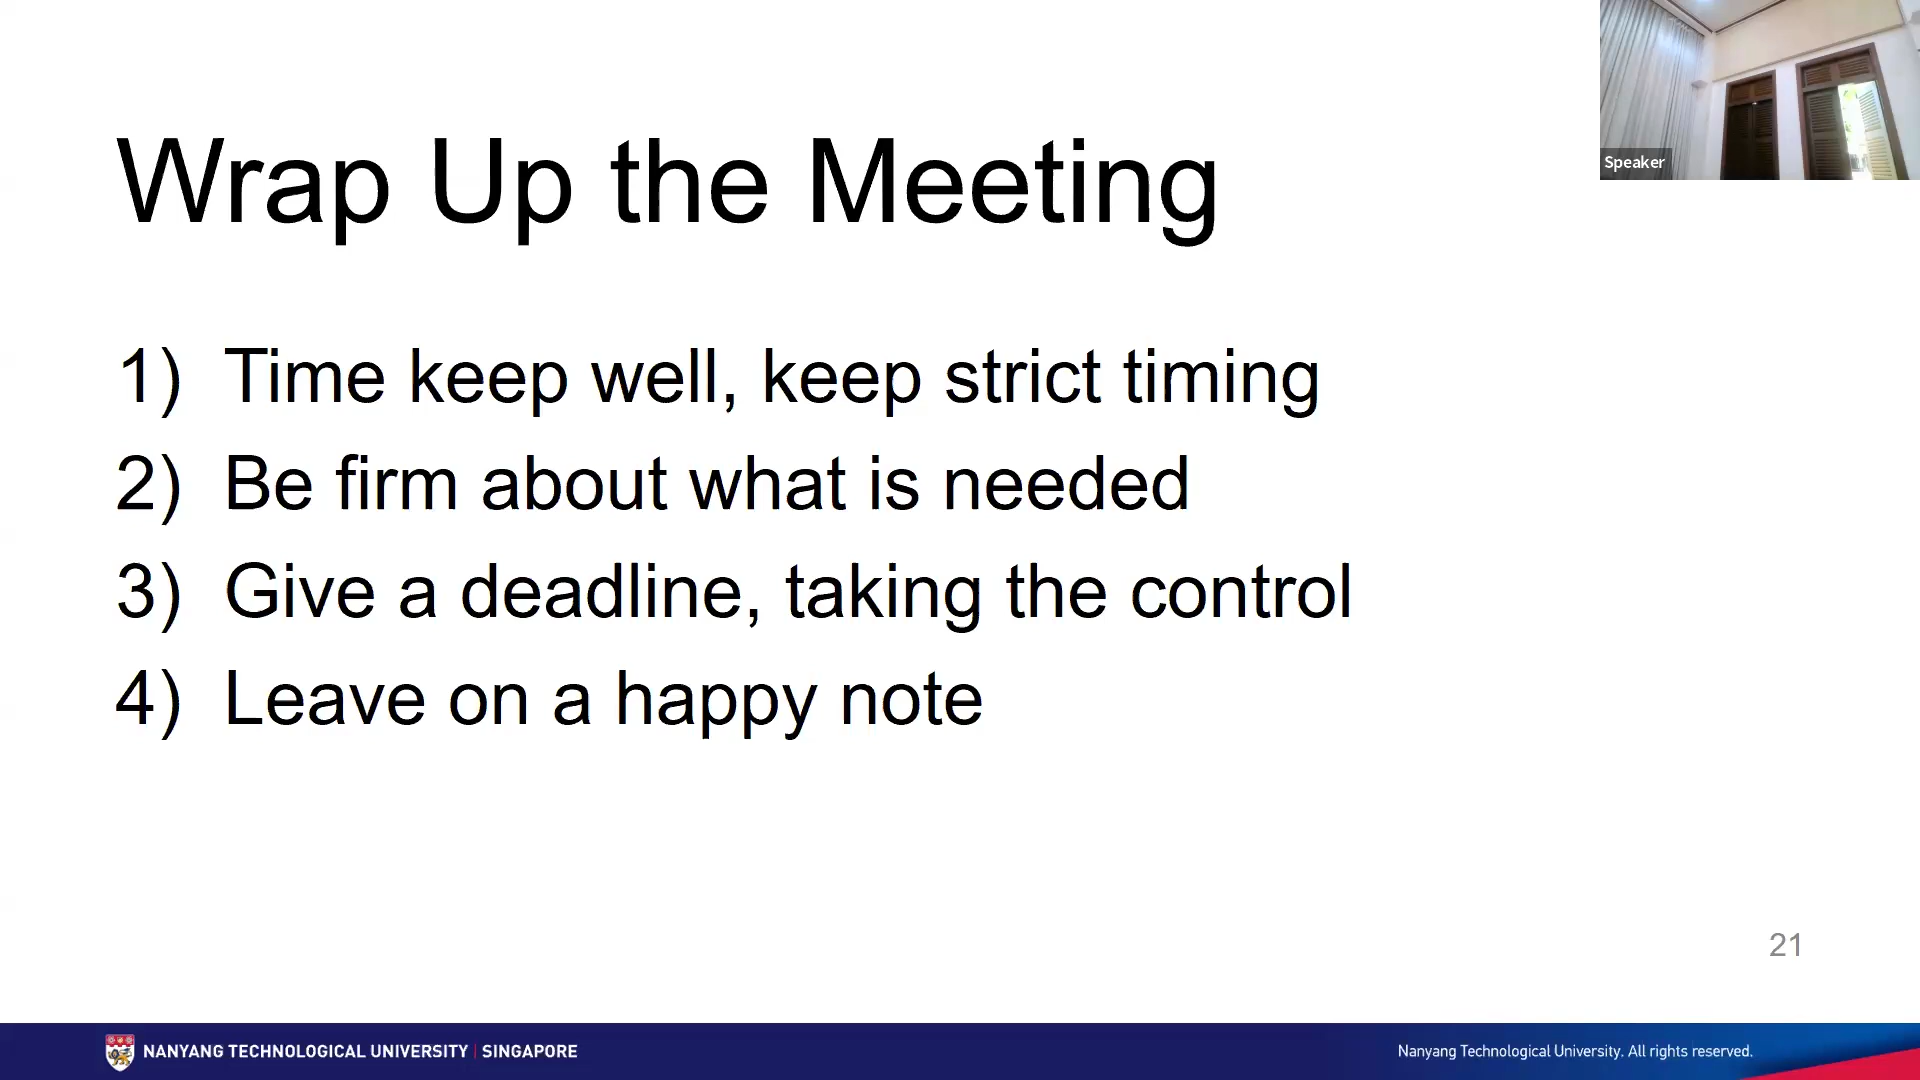 Speaker
Wrap Up the Meeting
1) Time keep well, keep strict timing
2) Be firm about what is needed
3) Give a deadline, taking the control
4) Leave on a happy note
21
NANYANG TECHNOLOGICAL UNIVERSITY | SINGAPORE
Nanyang Technological University. All rights reserved.